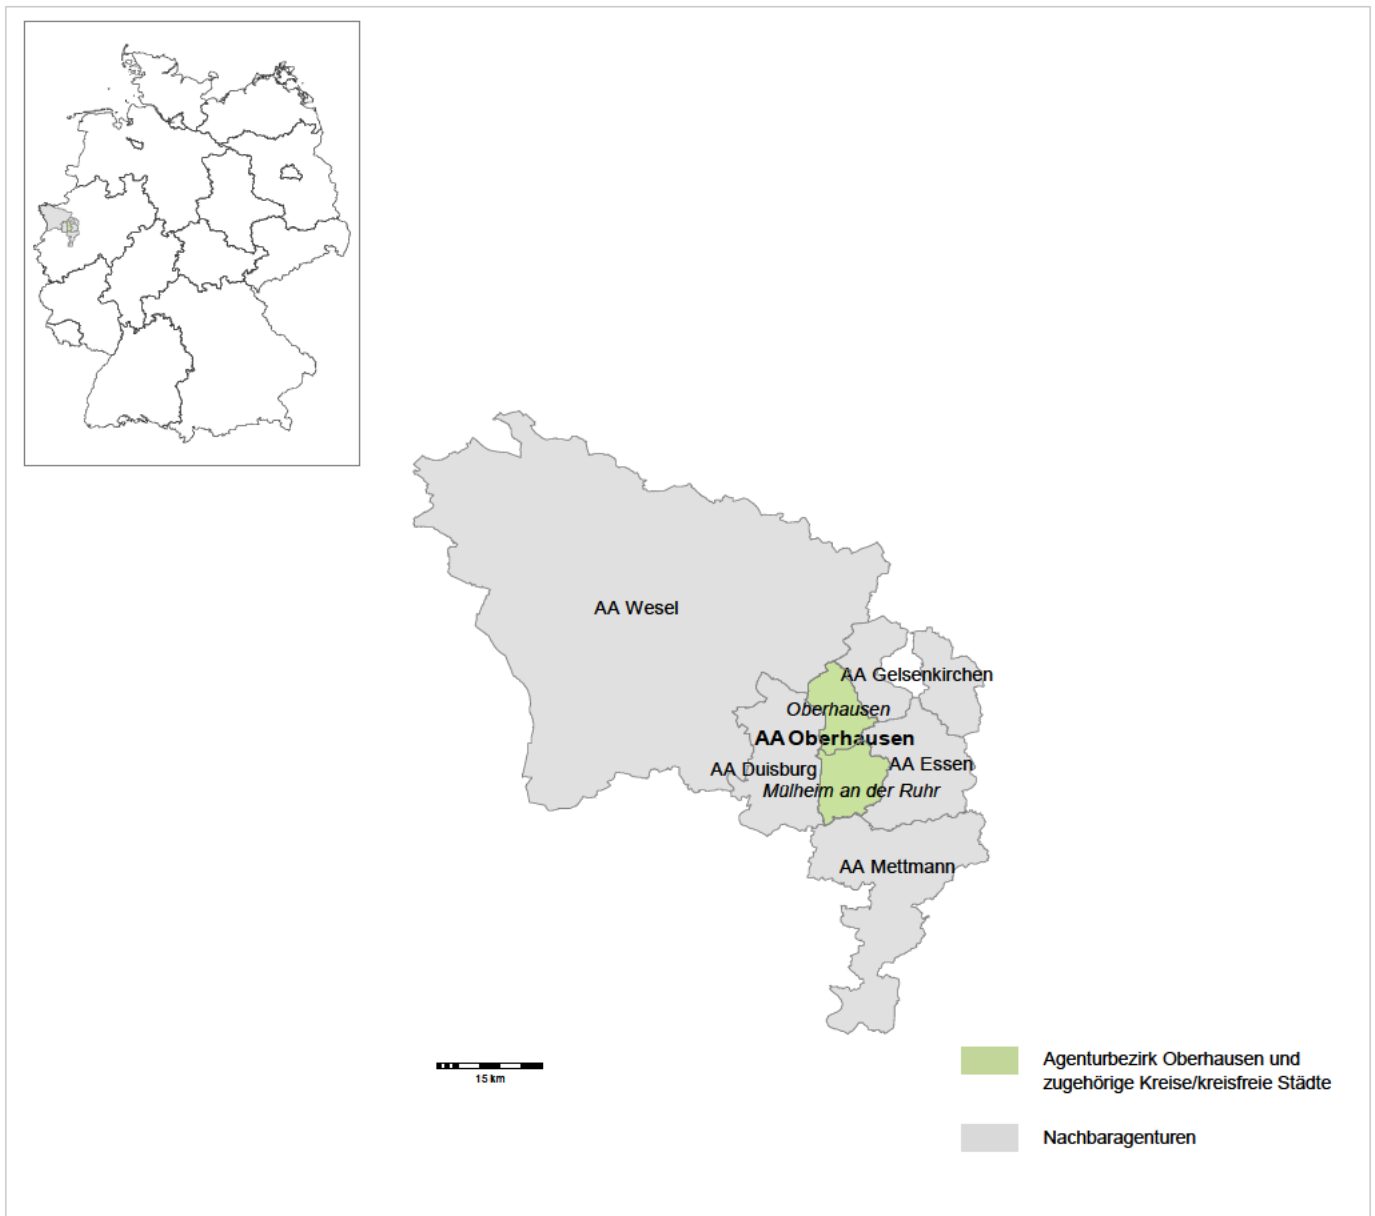 AA Wesel
AA Gelsenkirchen
Oberhausen
AA Oberhausen
AA Essen
AA Duisburg
Mülheim an der Ruhr
AA Mettmann
15 km
Agenturbezirk Oberhausen und
zugehörige Kreise/kreisfreie Städte
Nachbaragenturen